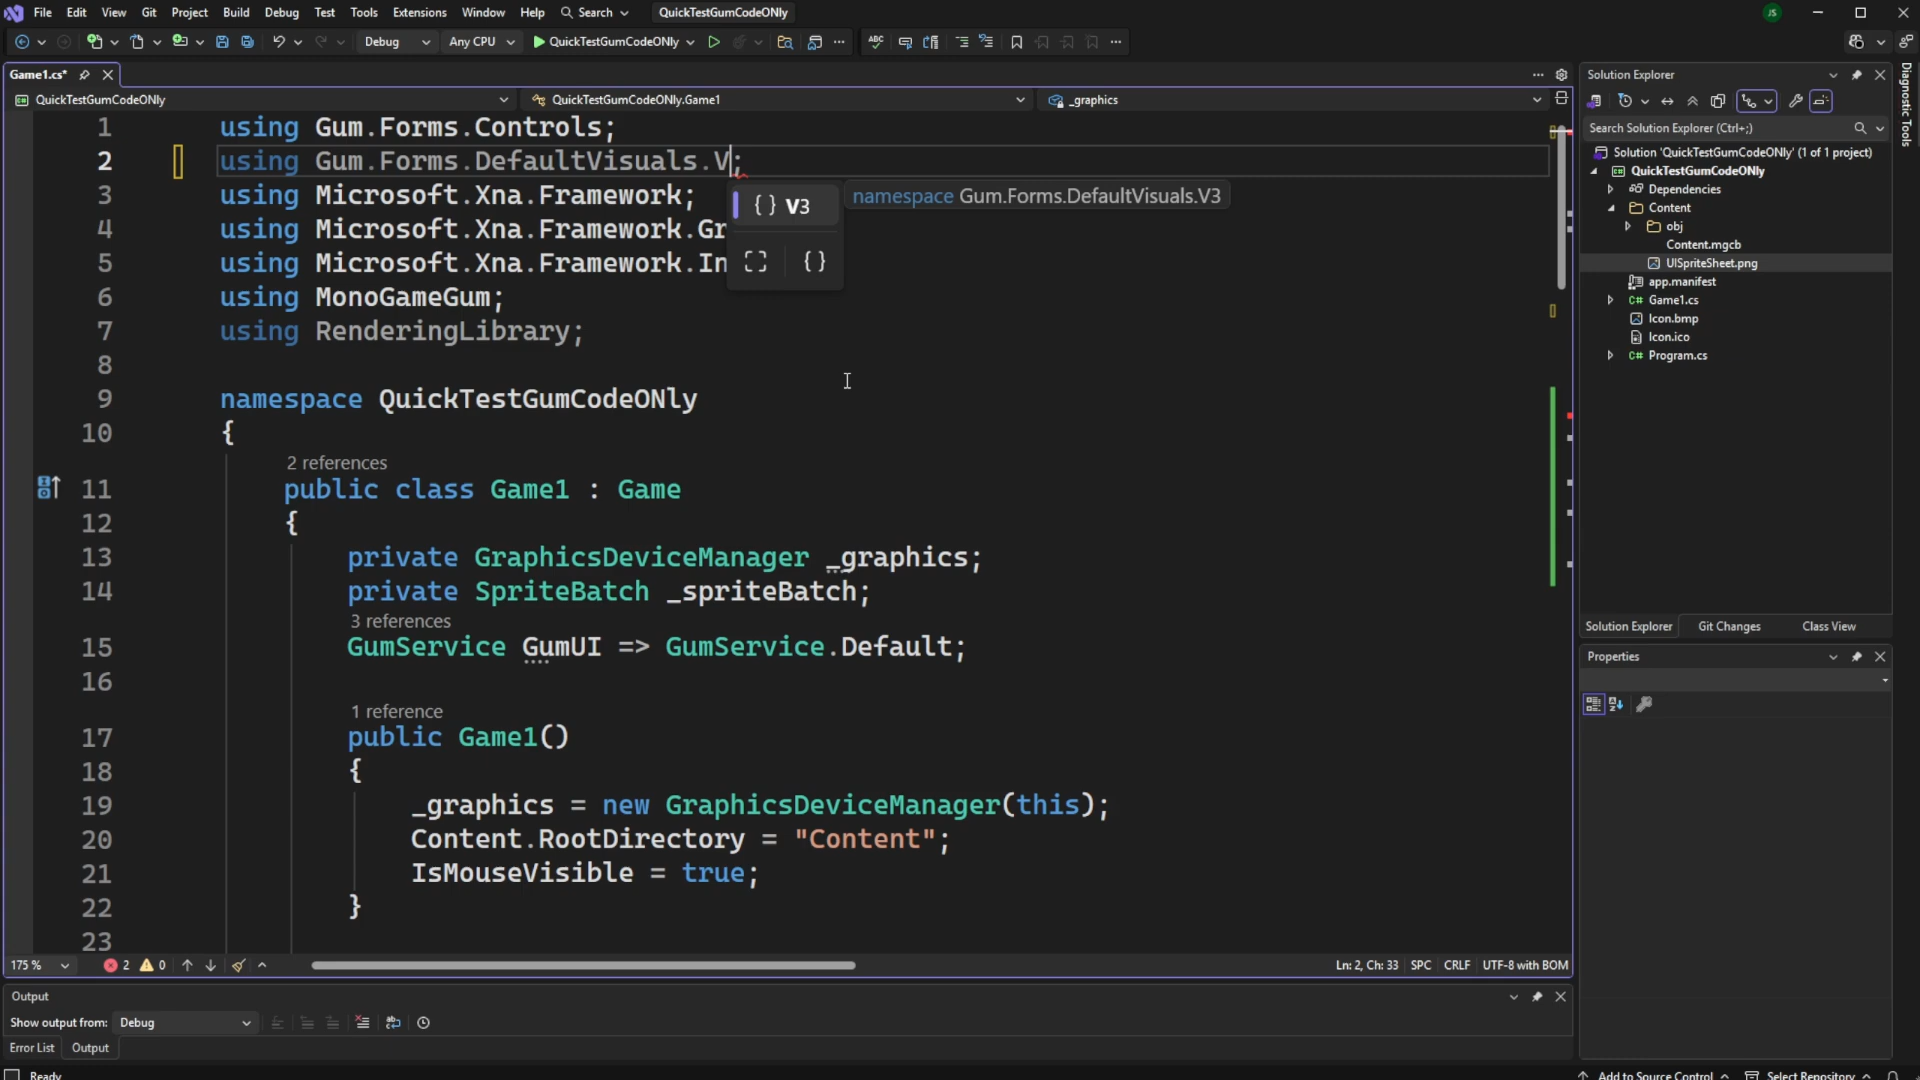 File Edit View Git Project Build Debug Test Tools Extensions Window Help Search QuickTestGumCodeONly JS
Debug Any CPU QuickTestGumCodeONly
Game1.cs*
QuickTestGumCodeONly QuickTestGumCodeONly.Game1 _graphics
1 using Gum.Forms.Controls;
2 using Gum.Forms.DefaultVisuals.V;
3 using Microsoft.Xna.Framework;
{} V3 namespace Gum.Forms.DefaultVisuals.V3
4 using Microsoft.Xna.Framework.Gr
5 using Microsoft.Xna.Framework.In
6 using MonoGameGum;
7 using RenderingLibrary;
8
9 namespace QuickTestGumCodeONly
10 {
2 references
11 public class Game1 : Game
12 {
13 private GraphicsDeviceManager _graphics;
14 private SpriteBatch _spriteBatch;
3 references
15 GumService GumUI => GumService.Default;
16
1 reference
17 public Game1()
18 {
19 _graphics = new GraphicsDeviceManager(this);
20 Content.RootDirectory = "Content";
21 IsMouseVisible = true;
22 }
23
175 % 2 0 Ln: 2, Ch: 33 SPC CRLF UTF-8 with BOM
Output
Show output from: Debug
Error List Output
Ready Add to Source Control Select Repository
Solution Explorer
Search Solution Explorer (Ctrl+;)
Solution 'QuickTestGumCodeONly' (1 of 1 project)
QuickTestGumCodeONly
Dependencies
Content
obj
Content.mgcb
UISpriteSheet.png
app.manifest
C# Game1.cs
Icon.bmp
Icon.ico
C# Program.cs
Solution Explorer Git Changes Class View
Properties
Diagnostic Tools